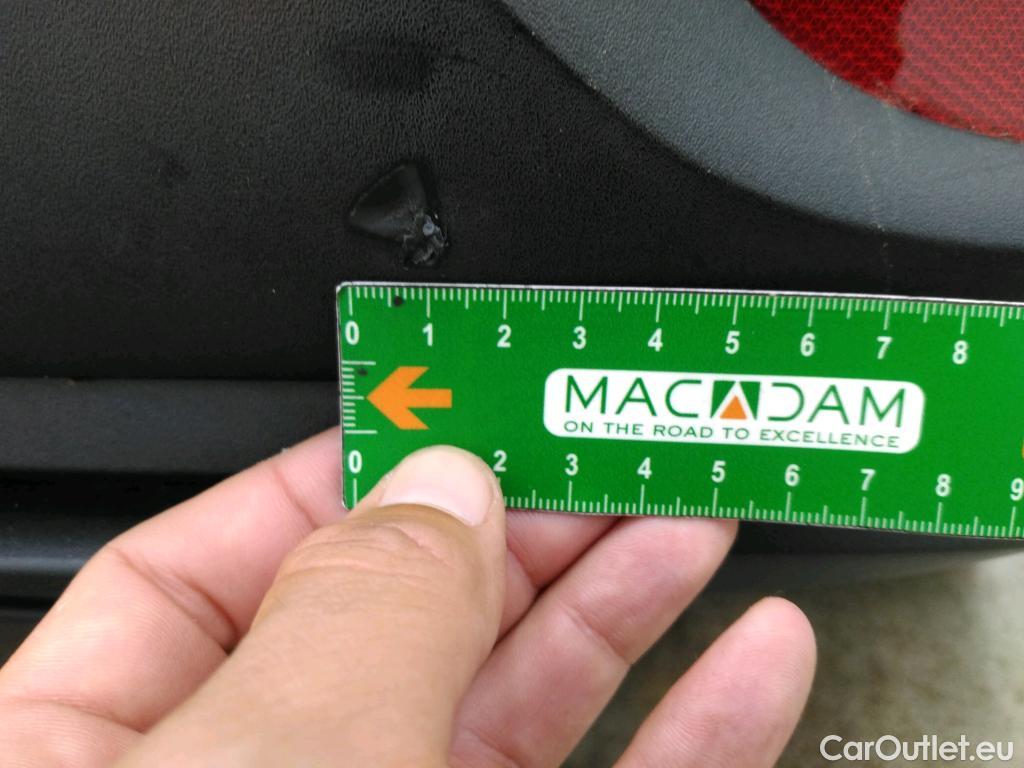 0 1 2 3 4 5 6 7 8
MACADAM
ON THE ROAD TO EXCELLENCE
0 2 3 4 5 6 7 8 9
CarOutlet.eu